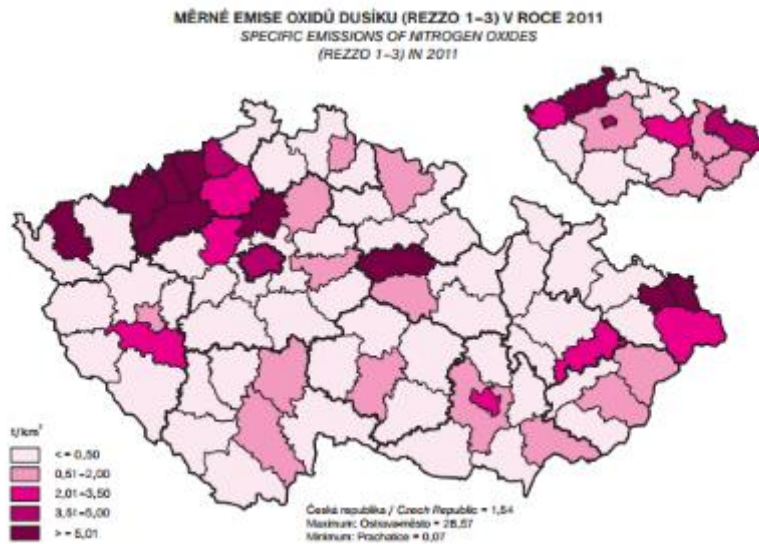 MĚRNÉ EMISE OXIDŮ DUSÍKU (REZZO 1–3) V ROCE 2011
SPECIFIC EMISSIONS OF NITROGEN OXIDES
(REZZO 1–3) IN 2011
t/km²
<= 0,50
0,51–2,00
2,01–3,50
3,51–5,00
>= 5,01
Česká republika / Czech Republic = 1,54
Maximum: Ostrava-město = 28,57
Minimum: Prachatice = 0,07